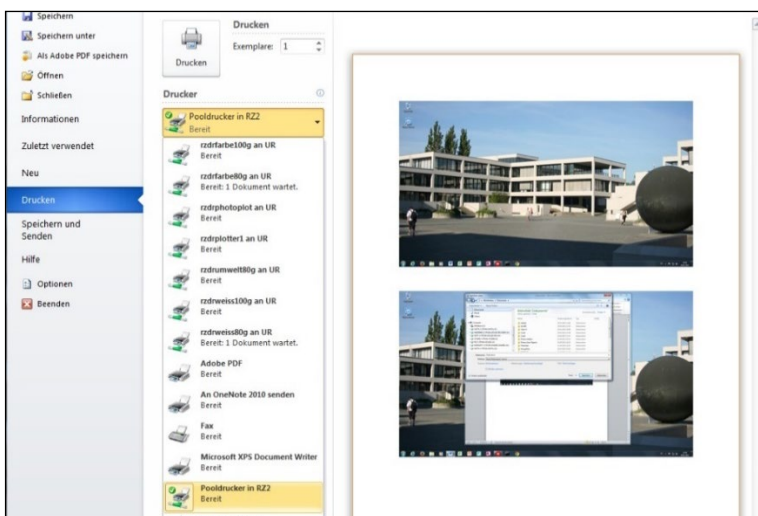 Speichern
Speichern unter
Als Adobe PDF speichern
Öffnen
Schließen
Informationen
Zuletzt verwendet
Neu
Drucken
Speichern und
Senden
Hilfe
Optionen
Beenden
Drucken
Drucken
Exemplare: 1
Drucker
Pooldrucker in RZ2
Bereit
rzdrfarbe100g an UR
Bereit
rzdrfarbe80g an UR
Bereit: 1 Dokument wartet.
rzdrphotoplot an UR
Bereit
rzdrplotter1 an UR
Bereit
rzdrumwelt80g an UR
Bereit
rzdrweiss100g an UR
Bereit
rzdrweiss80g an UR
Bereit: 1 Dokument wartet.
Adobe PDF
Bereit
An OneNote 2010 senden
Bereit
Fax
Bereit
Microsoft XPS Document Writer
Bereit
Pooldrucker in RZ2
Bereit